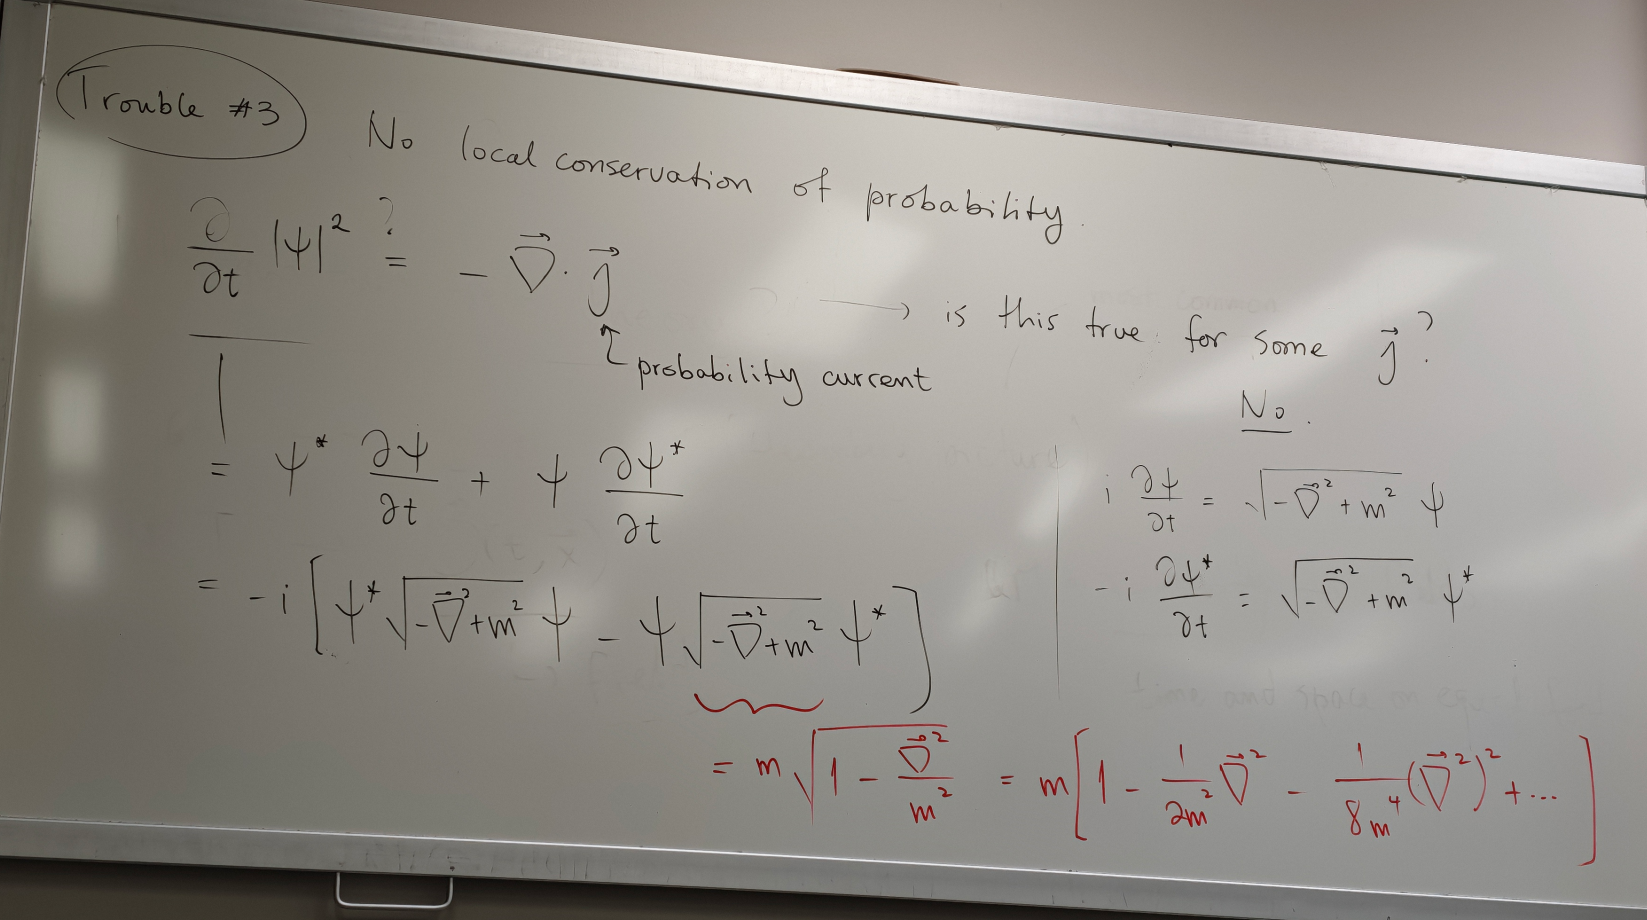 Trouble #3
No local conservation of probability.
∂/∂t |ψ|² ?= - ∇⃗ · j⃗
→ is this true for some j⃗ ?
probability current
No.
= ψ* ∂ψ/∂t + ψ ∂ψ*/∂t
= -i [ψ* √(-∇⃗²+m²) ψ - ψ √(-∇⃗²+m²) ψ*]
i ∂ψ/∂t = √(-∇⃗²+m²) ψ
-i ∂ψ*/∂t = √(-∇⃗²+m²) ψ*
= m √(1 - ∇⃗²/m²) = m [1 - 1/2m² ∇⃗² - 1/8m⁴ (∇⃗²)² + ...]